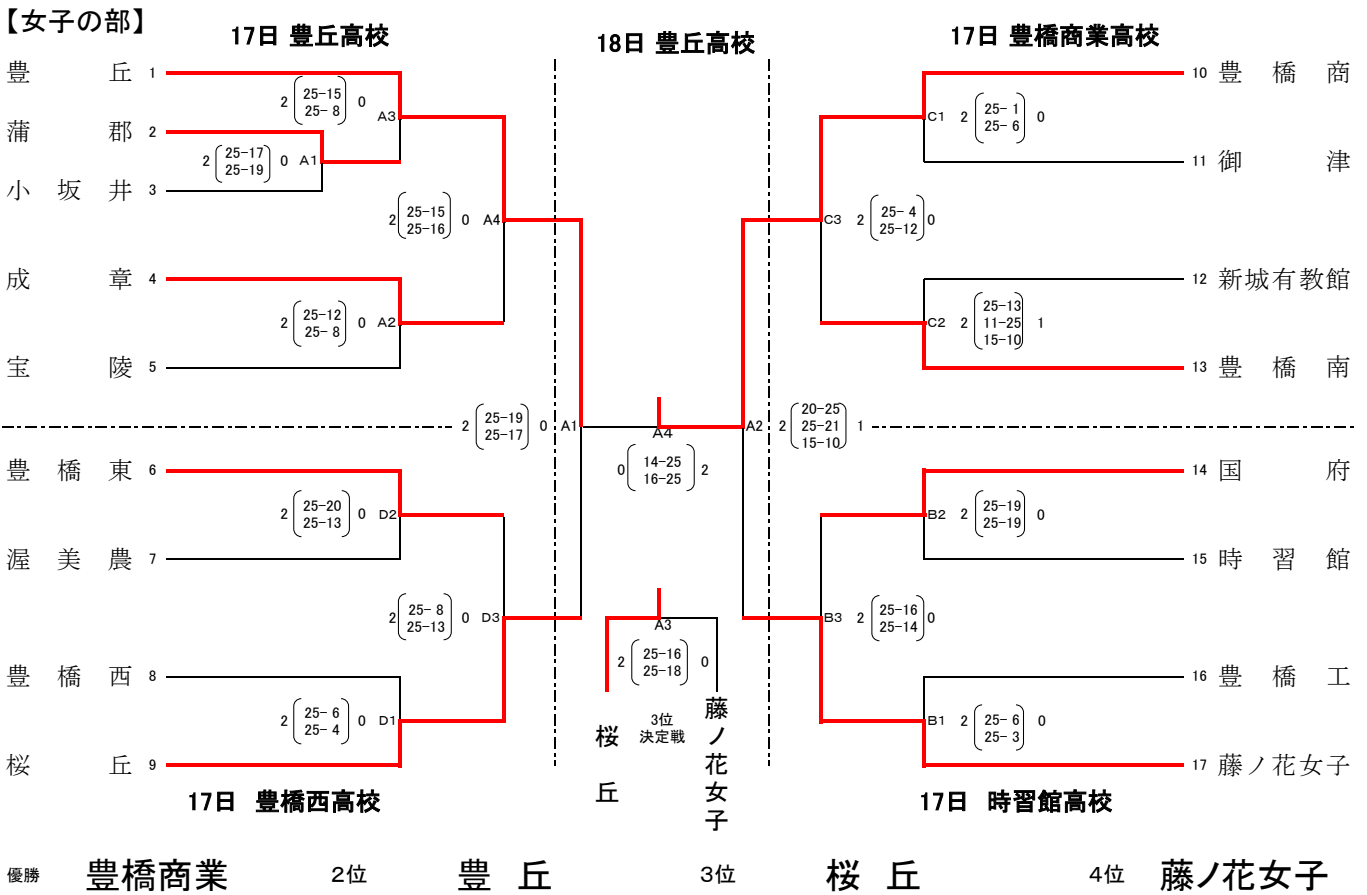 【女子の部】
17日 豊丘高校
18日 豊丘高校
17日 豊橋商業高校
豊丘 1
2 25-15 0
25- 8
A3
蒲郡 2
2 25-17 0 A1
25-19
小坂井 3
2 25-15 0 A4
25-16
成章 4
2 25-12 0 A2
25- 8
宝陵 5
2 25-19 0 A1
25-17
豊橋東 6
2 25-20 0 D2
25-13
渥美農 7
2 25- 8 0 D3
25-13
豊橋西 8
2 25- 6 0 D1
25- 4
桜丘 9
17日 豊橋西高校
A4
0 14-25 2
16-25
A3
2 25-16 0
25-18
3位
決定戦
桜丘
藤ノ花女子
10 豊橋商
C1 2 25- 1 0
25- 6
11 御津
C3 2 25- 4 0
25-12
12 新城有教館
25-13
C2 2 11-25 1
15-10
13 豊橋南
20-25
A2 2 25-21 1
15-10
14 国府
B2 2 25-19 0
25-19
15 時習館
B3 2 25-16 0
25-14
16 豊橋工
B1 2 25- 6 0
25- 3
17 藤ノ花女子
17日 時習館高校
優勝 豊橋商業 2位 豊丘 3位 桜丘 4位 藤ノ花女子